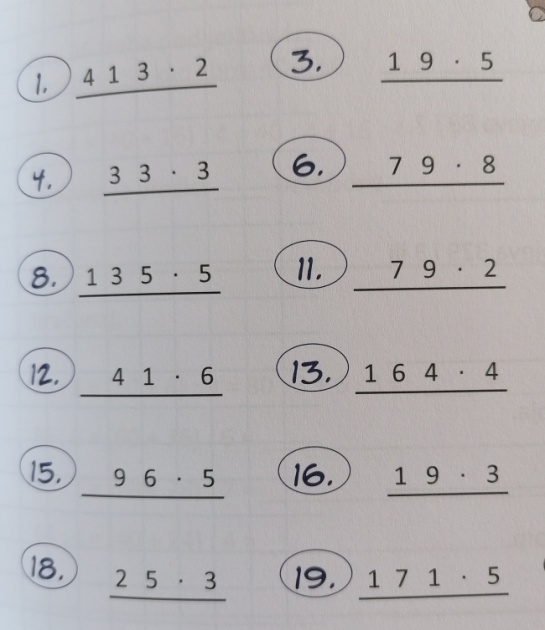 1. 413 · 2
3. 19 · 5
4. 33 · 3
6. 79 · 8
8. 135 · 5
11. 79 · 2
12. 41 · 6
13. 164 · 4
15. 96 · 5
16. 19 · 3
18. 25 · 3
19. 171 · 5